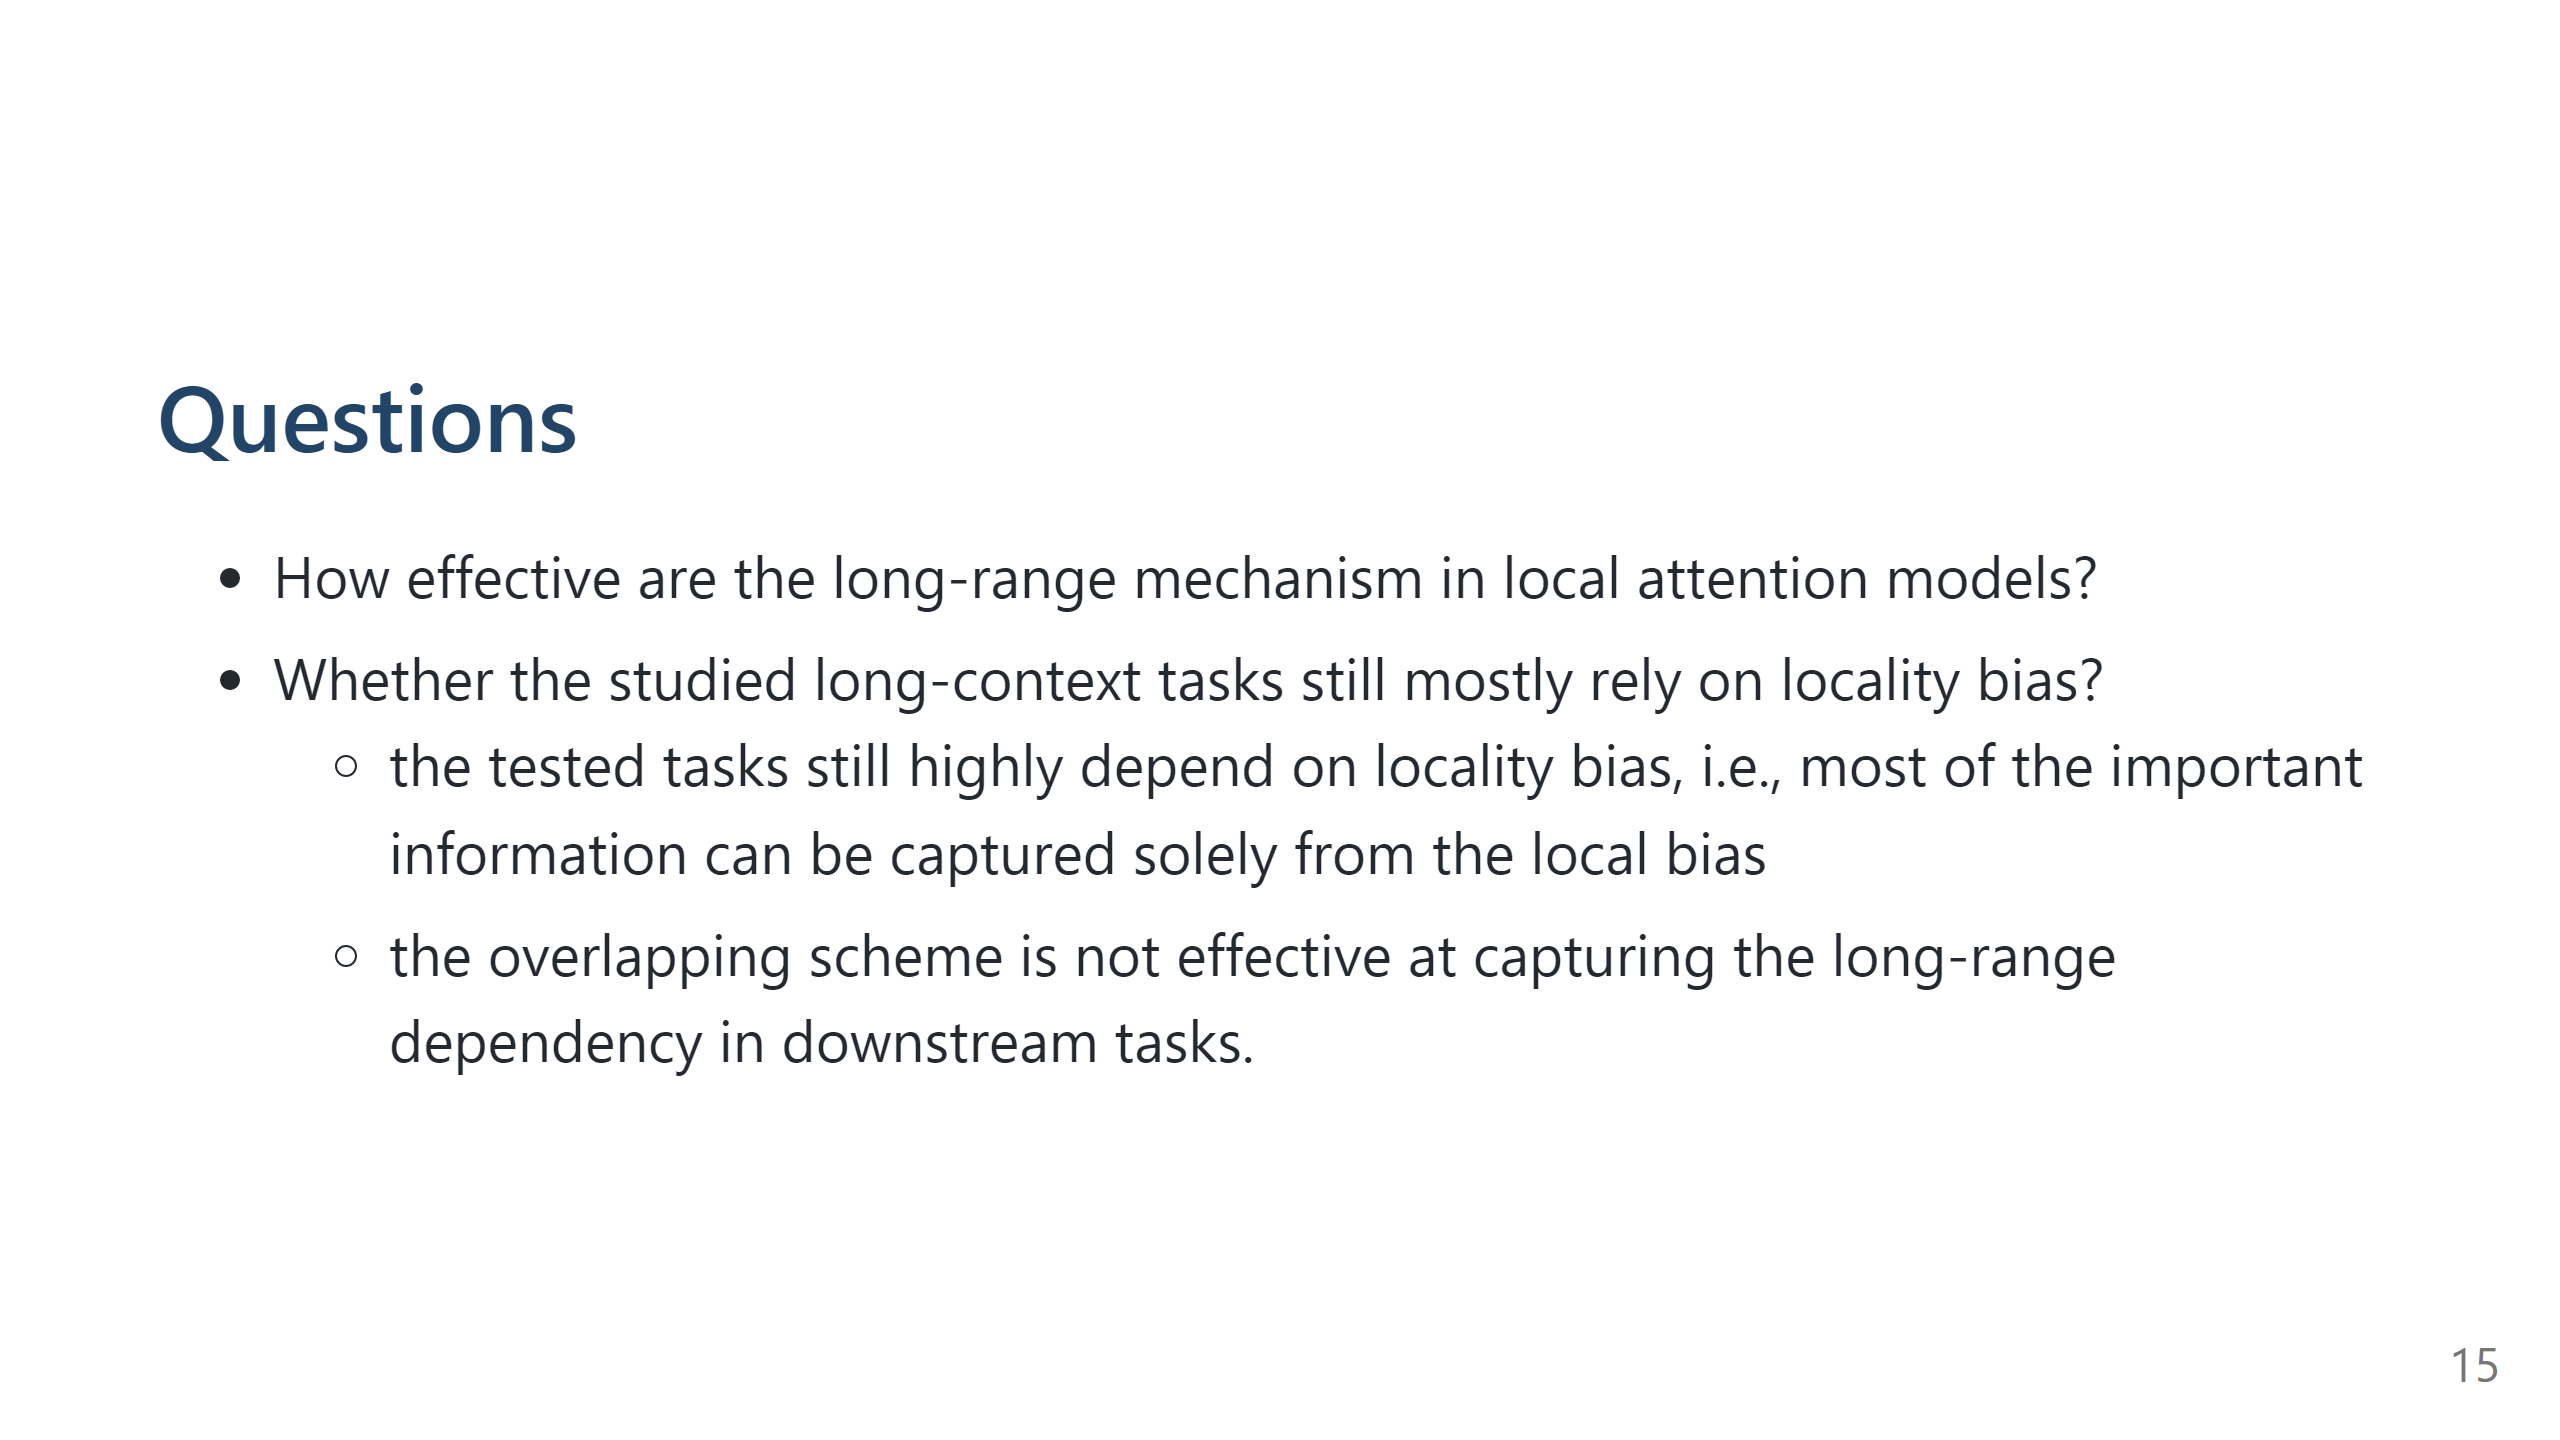 Questions
• How effective are the long-range mechanism in local attention models?
• Whether the studied long-context tasks still mostly rely on locality bias?
○ the tested tasks still highly depend on locality bias, i.e., most of the important
information can be captured solely from the local bias
○ the overlapping scheme is not effective at capturing the long-range
dependency in downstream tasks.
15